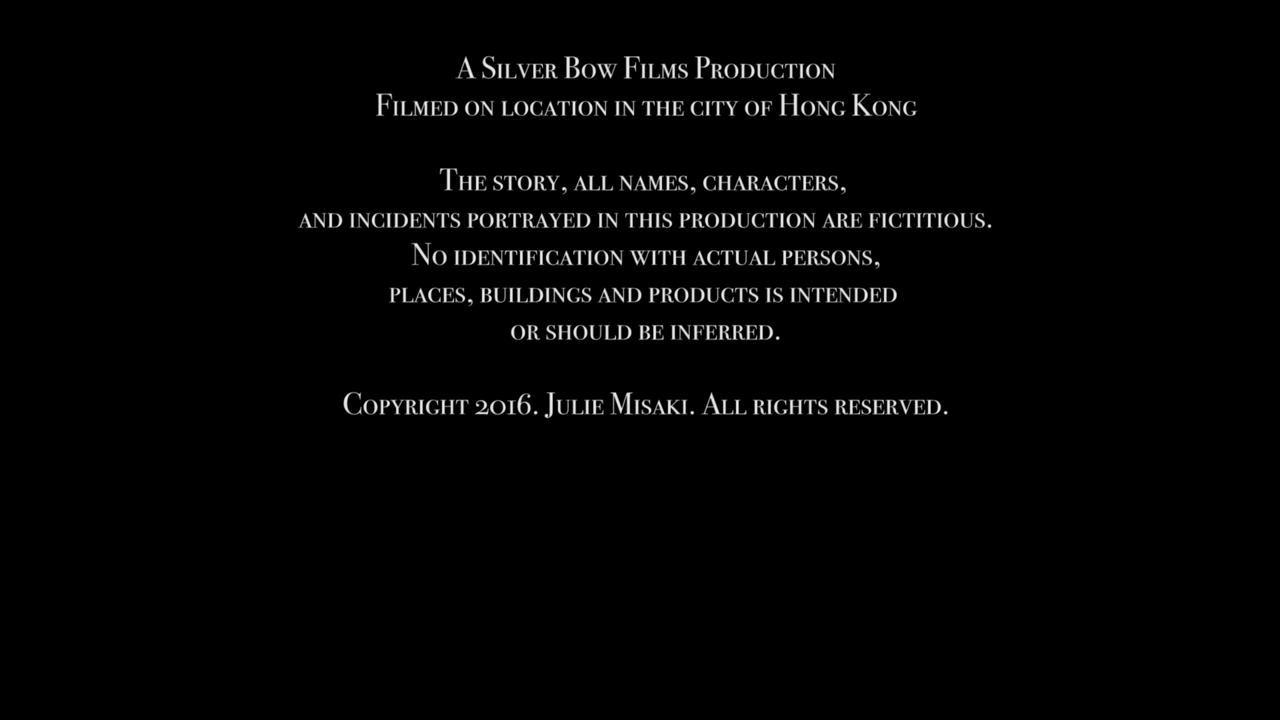 A Silver Bow Films Production
Filmed on location in the city of Hong Kong
The story, all names, characters,
and incidents portrayed in this production are fictitious.
No identification with actual persons,
places, buildings and products is intended
or should be inferred.
Copyright 2016. Julie Misaki. All rights reserved.